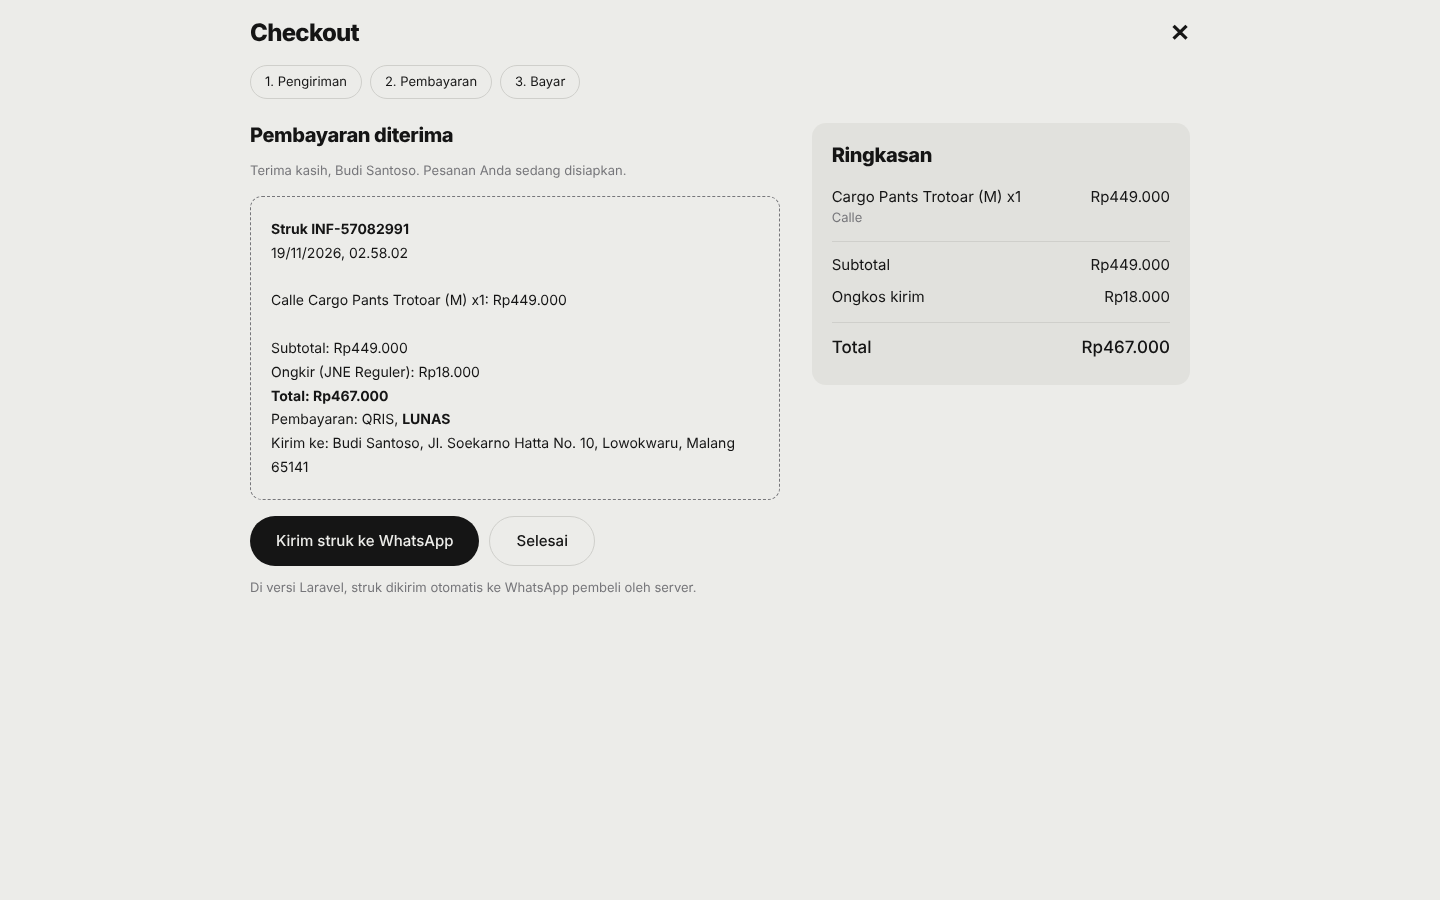 Checkout
✕
1. Pengiriman
2. Pembayaran
3. Bayar
Pembayaran diterima
Terima kasih, Budi Santoso. Pesanan Anda sedang disiapkan.
Struk INF-57082991
19/11/2026, 02.58.02
Calle Cargo Pants Trotoar (M) x1: Rp449.000
Subtotal: Rp449.000
Ongkir (JNE Reguler): Rp18.000
Total: Rp467.000
Pembayaran: QRIS, LUNAS
Kirim ke: Budi Santoso, Jl. Soekarno Hatta No. 10, Lowokwaru, Malang
65141
Kirim struk ke WhatsApp
Selesai
Di versi Laravel, struk dikirim otomatis ke WhatsApp pembeli oleh server.
Ringkasan
Cargo Pants Trotoar (M) x1 Rp449.000
Calle
Subtotal Rp449.000
Ongkos kirim Rp18.000
Total Rp467.000